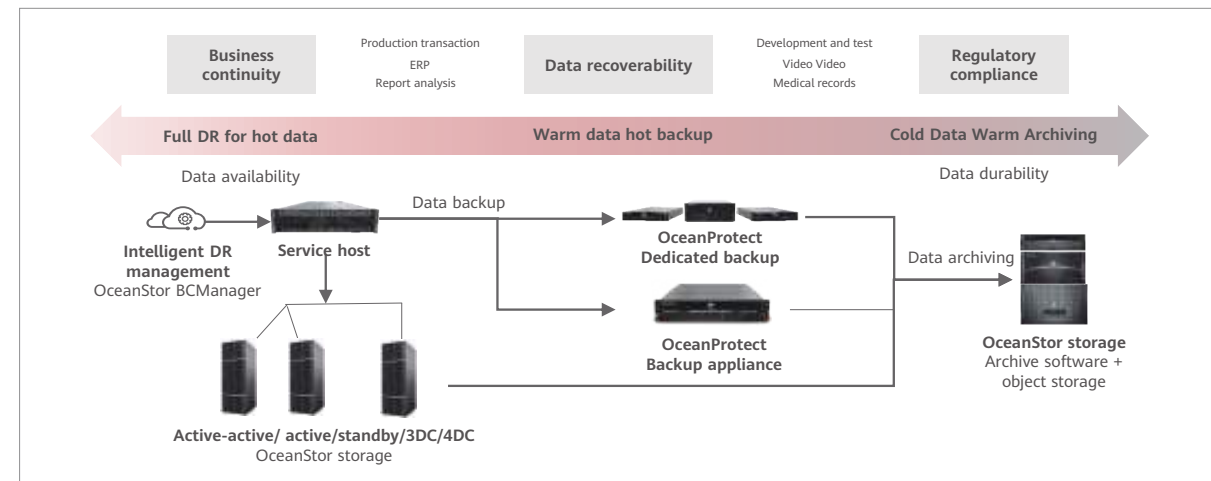 Business
continuity
Production transaction
ERP
Report analysis
Data recoverability
Development and test
Video Video
Medical records
Regulatory
compliance
Full DR for hot data
Warm data hot backup
Cold Data Warm Archiving
Data availability
Data durability
Data backup
Intelligent DR
management
OceanStor BCManager
Service host
OceanProtect
Dedicated backup
Data archiving
OceanProtect
Backup appliance
OceanStor storage
Archive software +
object storage
Active-active/ active/standby/3DC/4DC
OceanStor storage